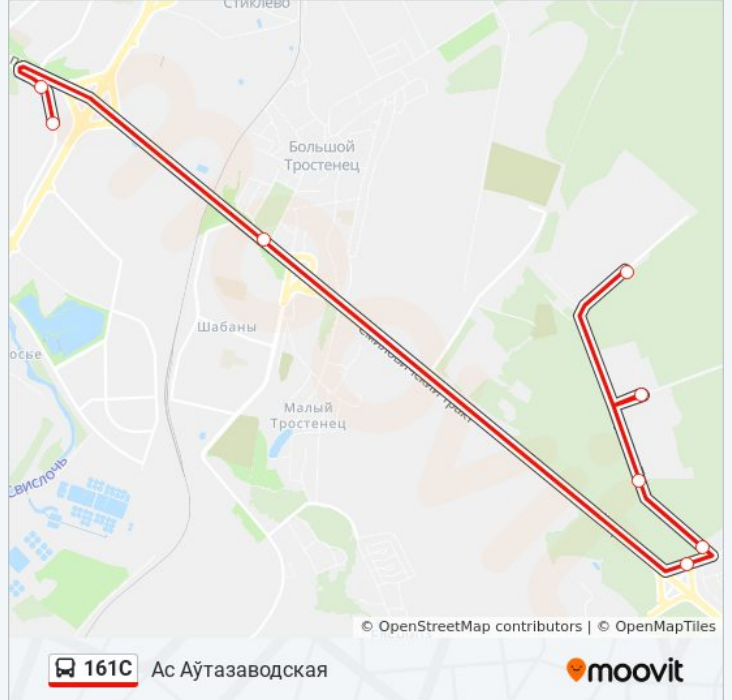 Стиклево
Большой
Тростенец
Шабаны
осье
Малый
Тростенец
Свислочь
© OpenStreetMap contributors | © OpenMapTiles
161С Ас Аўтазаводская
moovit